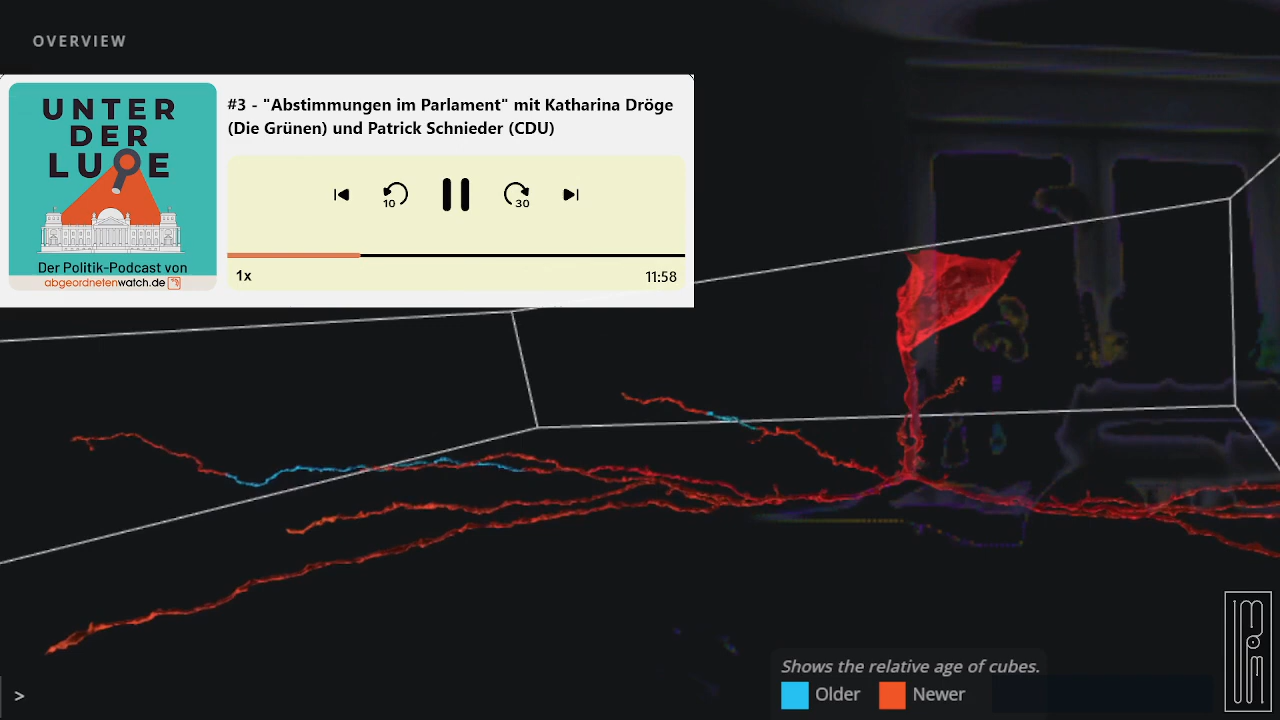 OVERVIEW
UNTER
DER
LUPE
Der Politik-Podcast von
abgeordnetenwatch.de
#3 - "Abstimmungen im Parlament" mit Katharina Dröge
(Die Grünen) und Patrick Schnieder (CDU)
10
30
1x
11:58
>
Shows the relative age of cubes.
Older
Newer